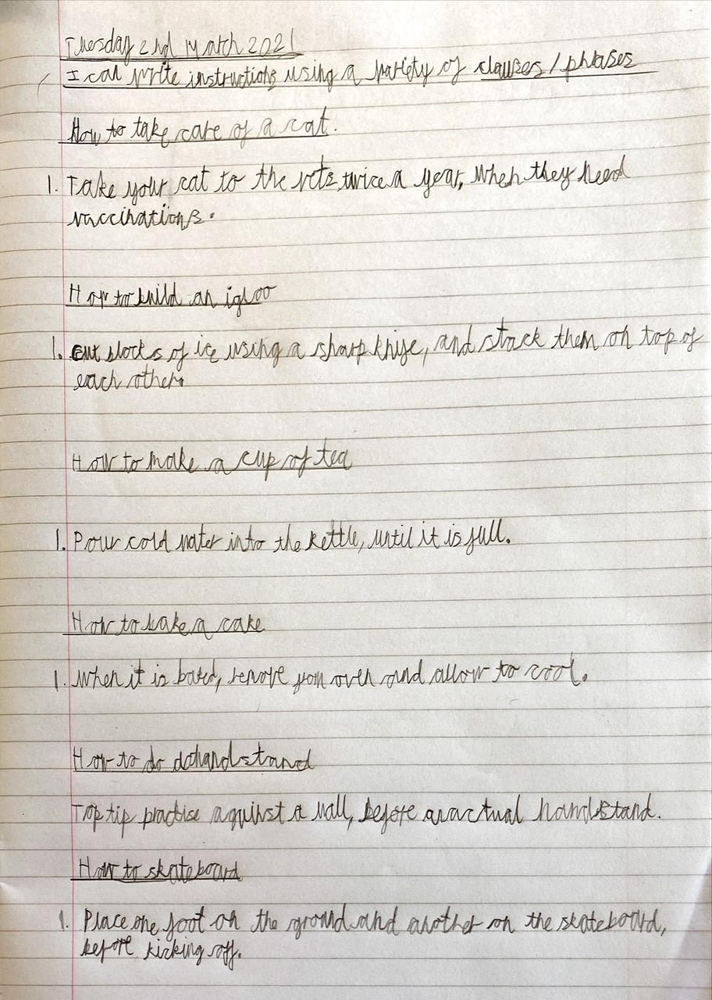 Tuesday 2nd March 2021
I can write instructions using a variety of clauses / phrases
How to take care of a cat.
1. Take your cat to the vets twice a year, when they need
vaccinations.
How to build an igloo
1. cut blocks of ice using a sharp knife, and stack them on top of
each other.
How to make a cup of tea
1. Pour cold water into the kettle, until it is full.
How to bake a cake
1. When it is baked, remove from oven and allow to cool.
How to do a handstand
Top tip practise against a wall, before an actual handstand.
How to skateboard
1. Place one foot on the ground and another on the skateboard,
before kicking off.